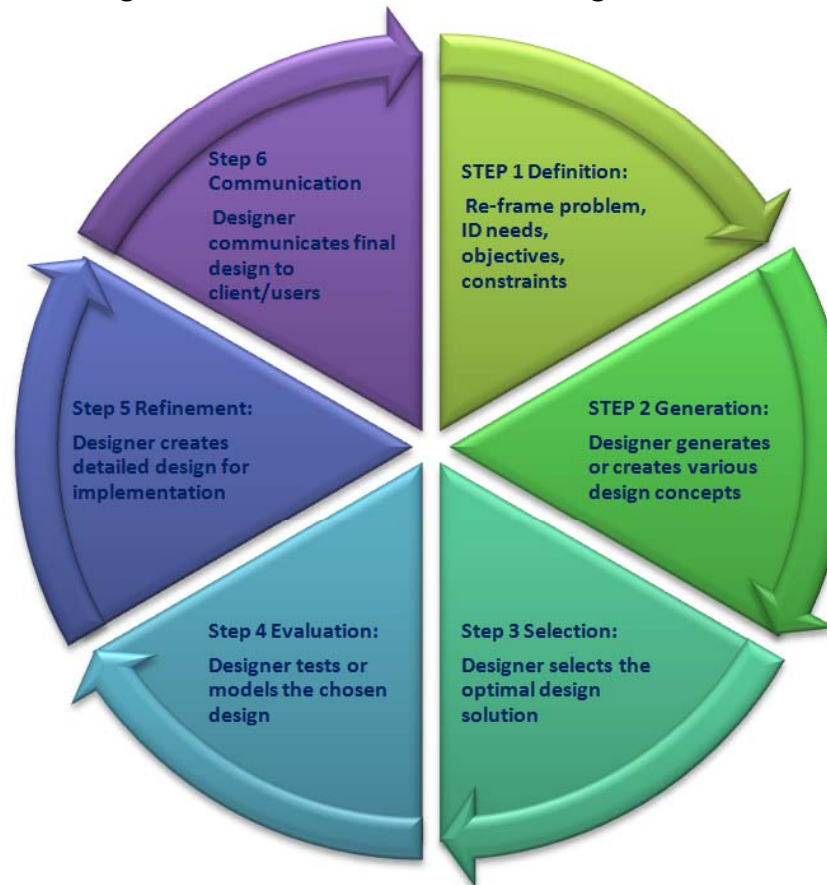 STEP 1 Definition:
Re-frame problem,
ID needs,
objectives,
constraints
STEP 2 Generation:
Designer generates
or creates various
design concepts
Step 3 Selection:
Designer selects the
optimal design
solution
Step 4 Evaluation:
Designer tests or
models the chosen
design
Step 5 Refinement:
Designer creates
detailed design for
implementation
Step 6
Communication
Designer
communicates final
design to
client/users